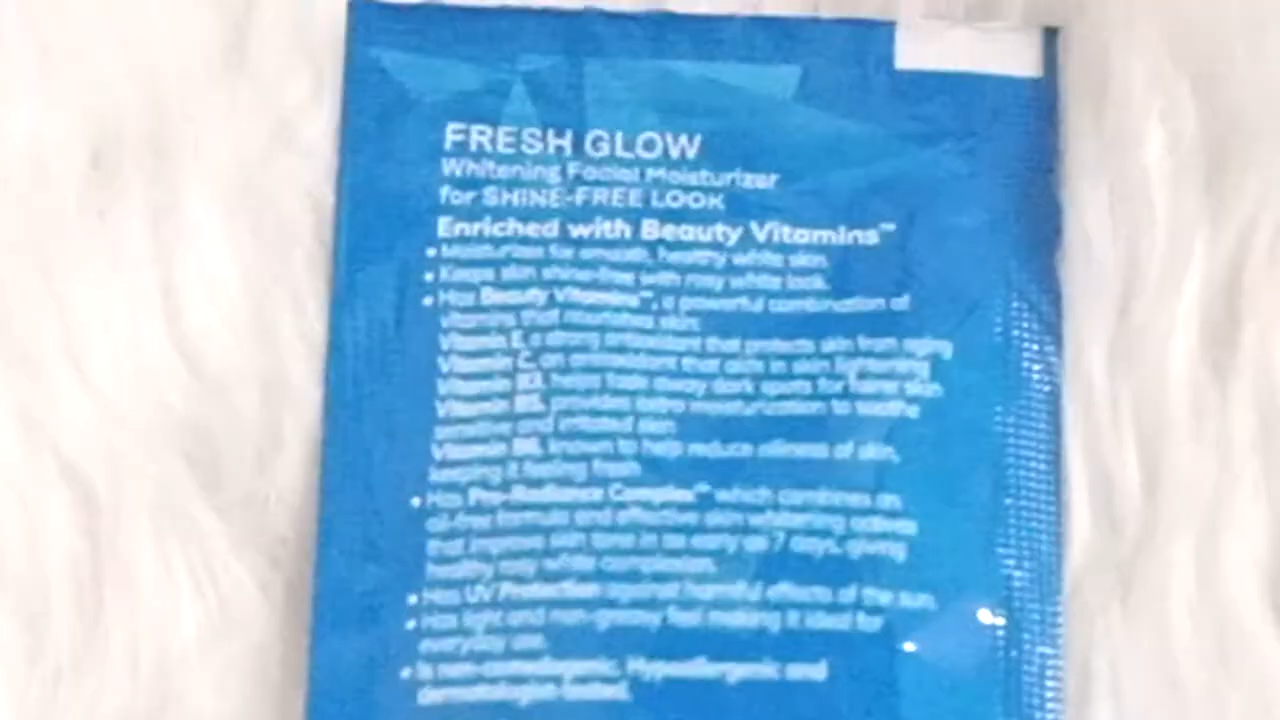 FRESH GLOW
Whitening Facial Moisturizer
for SHINE-FREE LOOK
Enriched with Beauty Vitamins™
• Moisturizes for smooth, healthy white skin.
• Keeps skin shine-free with rosy white look.
• Has Beauty Vitamins™, a powerful combination of
vitamins that nourishes skin:
Vitamin E, a strong antioxidant that protects skin from aging
Vitamin C, an antioxidant that aids in skin lightening
Vitamin B3, helps fade away dark spots for fairer skin
Vitamin B5, provides extra moisturization to soothe
sensitive and irritated skin
Vitamin B6, known to help reduce oiliness of skin,
keeping it feeling fresh
• Has Pro-Radiance Complex™ which combines an
oil-free formula and effective skin whitening actives
that improve skin tone in as early as 7 days, giving
healthy rosy white complexion.
• Has UV Protection against harmful effects of the sun.
• Has light and non-greasy feel making it ideal for
everyday use.
• Is non-comedogenic, Hypoallergenic and
dermatologist tested.